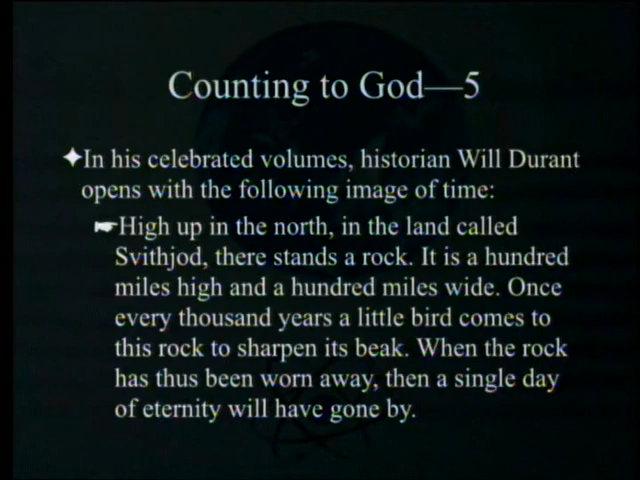 Counting to God—5
✦In his celebrated volumes, historian Will Durant
opens with the following image of time:
☛High up in the north, in the land called
Svithjod, there stands a rock. It is a hundred
miles high and a hundred miles wide. Once
every thousand years a little bird comes to
this rock to sharpen its beak. When the rock
has thus been worn away, then a single day
of eternity will have gone by.